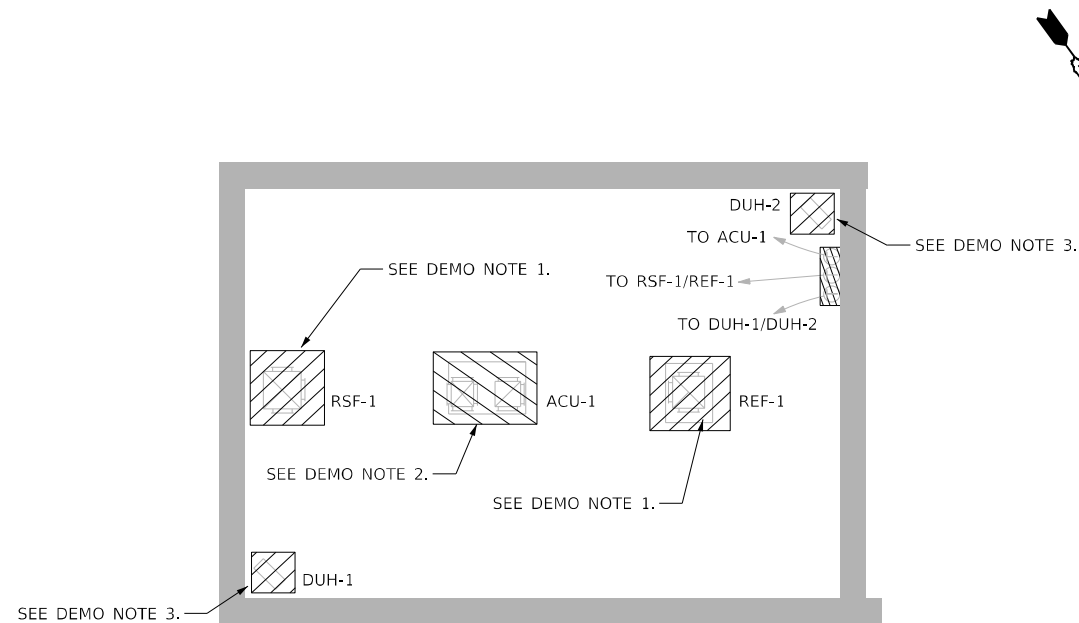 DUH-2
TO ACU-1
SEE DEMO NOTE 3.
SEE DEMO NOTE 1.
TO RSF-1/REF-1
TO DUH-1/DUH-2
RSF-1
ACU-1
REF-1
SEE DEMO NOTE 2.
SEE DEMO NOTE 1.
DUH-1
SEE DEMO NOTE 3.